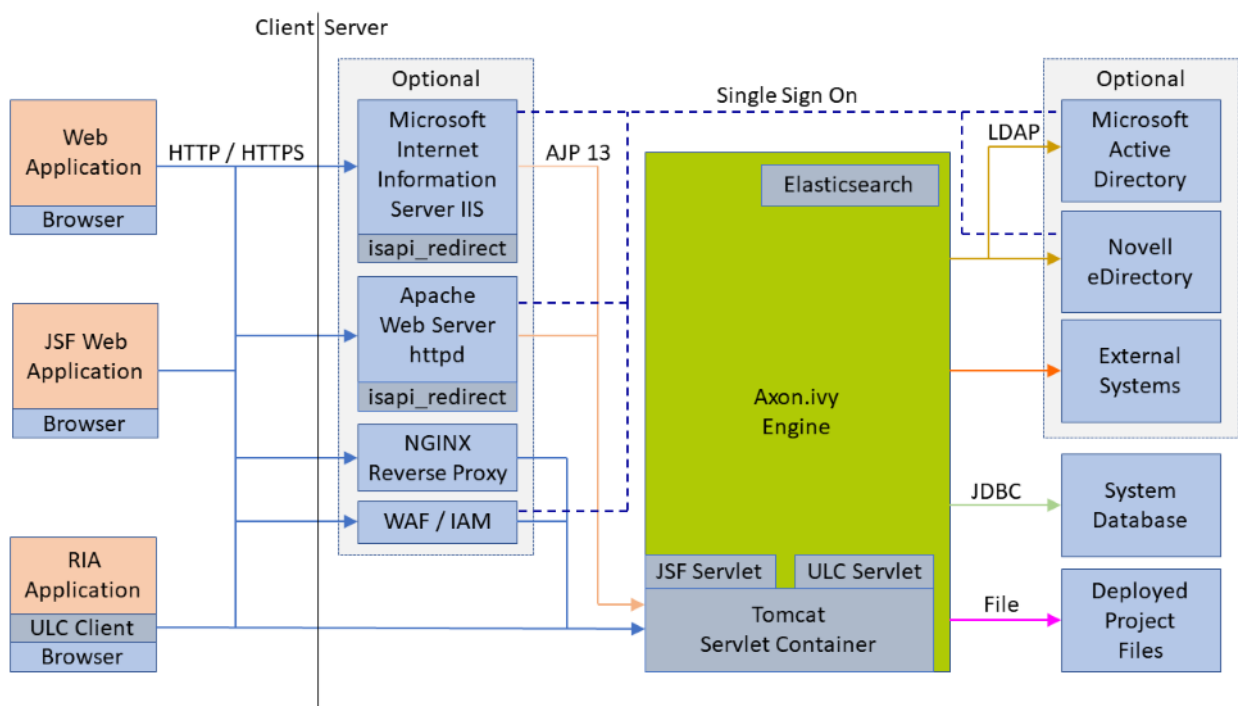 Client Server
Optional
Microsoft
Internet
Information
Server IIS
isapi_redirect
Apache
Web Server
httpd
isapi_redirect
NGINX
Reverse Proxy
WAF / IAM
Web
Application
Browser
HTTP / HTTPS
JSF Web
Application
Browser
RIA
Application
ULC Client
Browser
Single Sign On
AJP 13
Elasticsearch
Axon.ivy
Engine
JSF Servlet
ULC Servlet
Tomcat
Servlet Container
LDAP
JDBC
File
Optional
Microsoft
Active
Directory
Novell
eDirectory
External
Systems
System
Database
Deployed
Project
Files